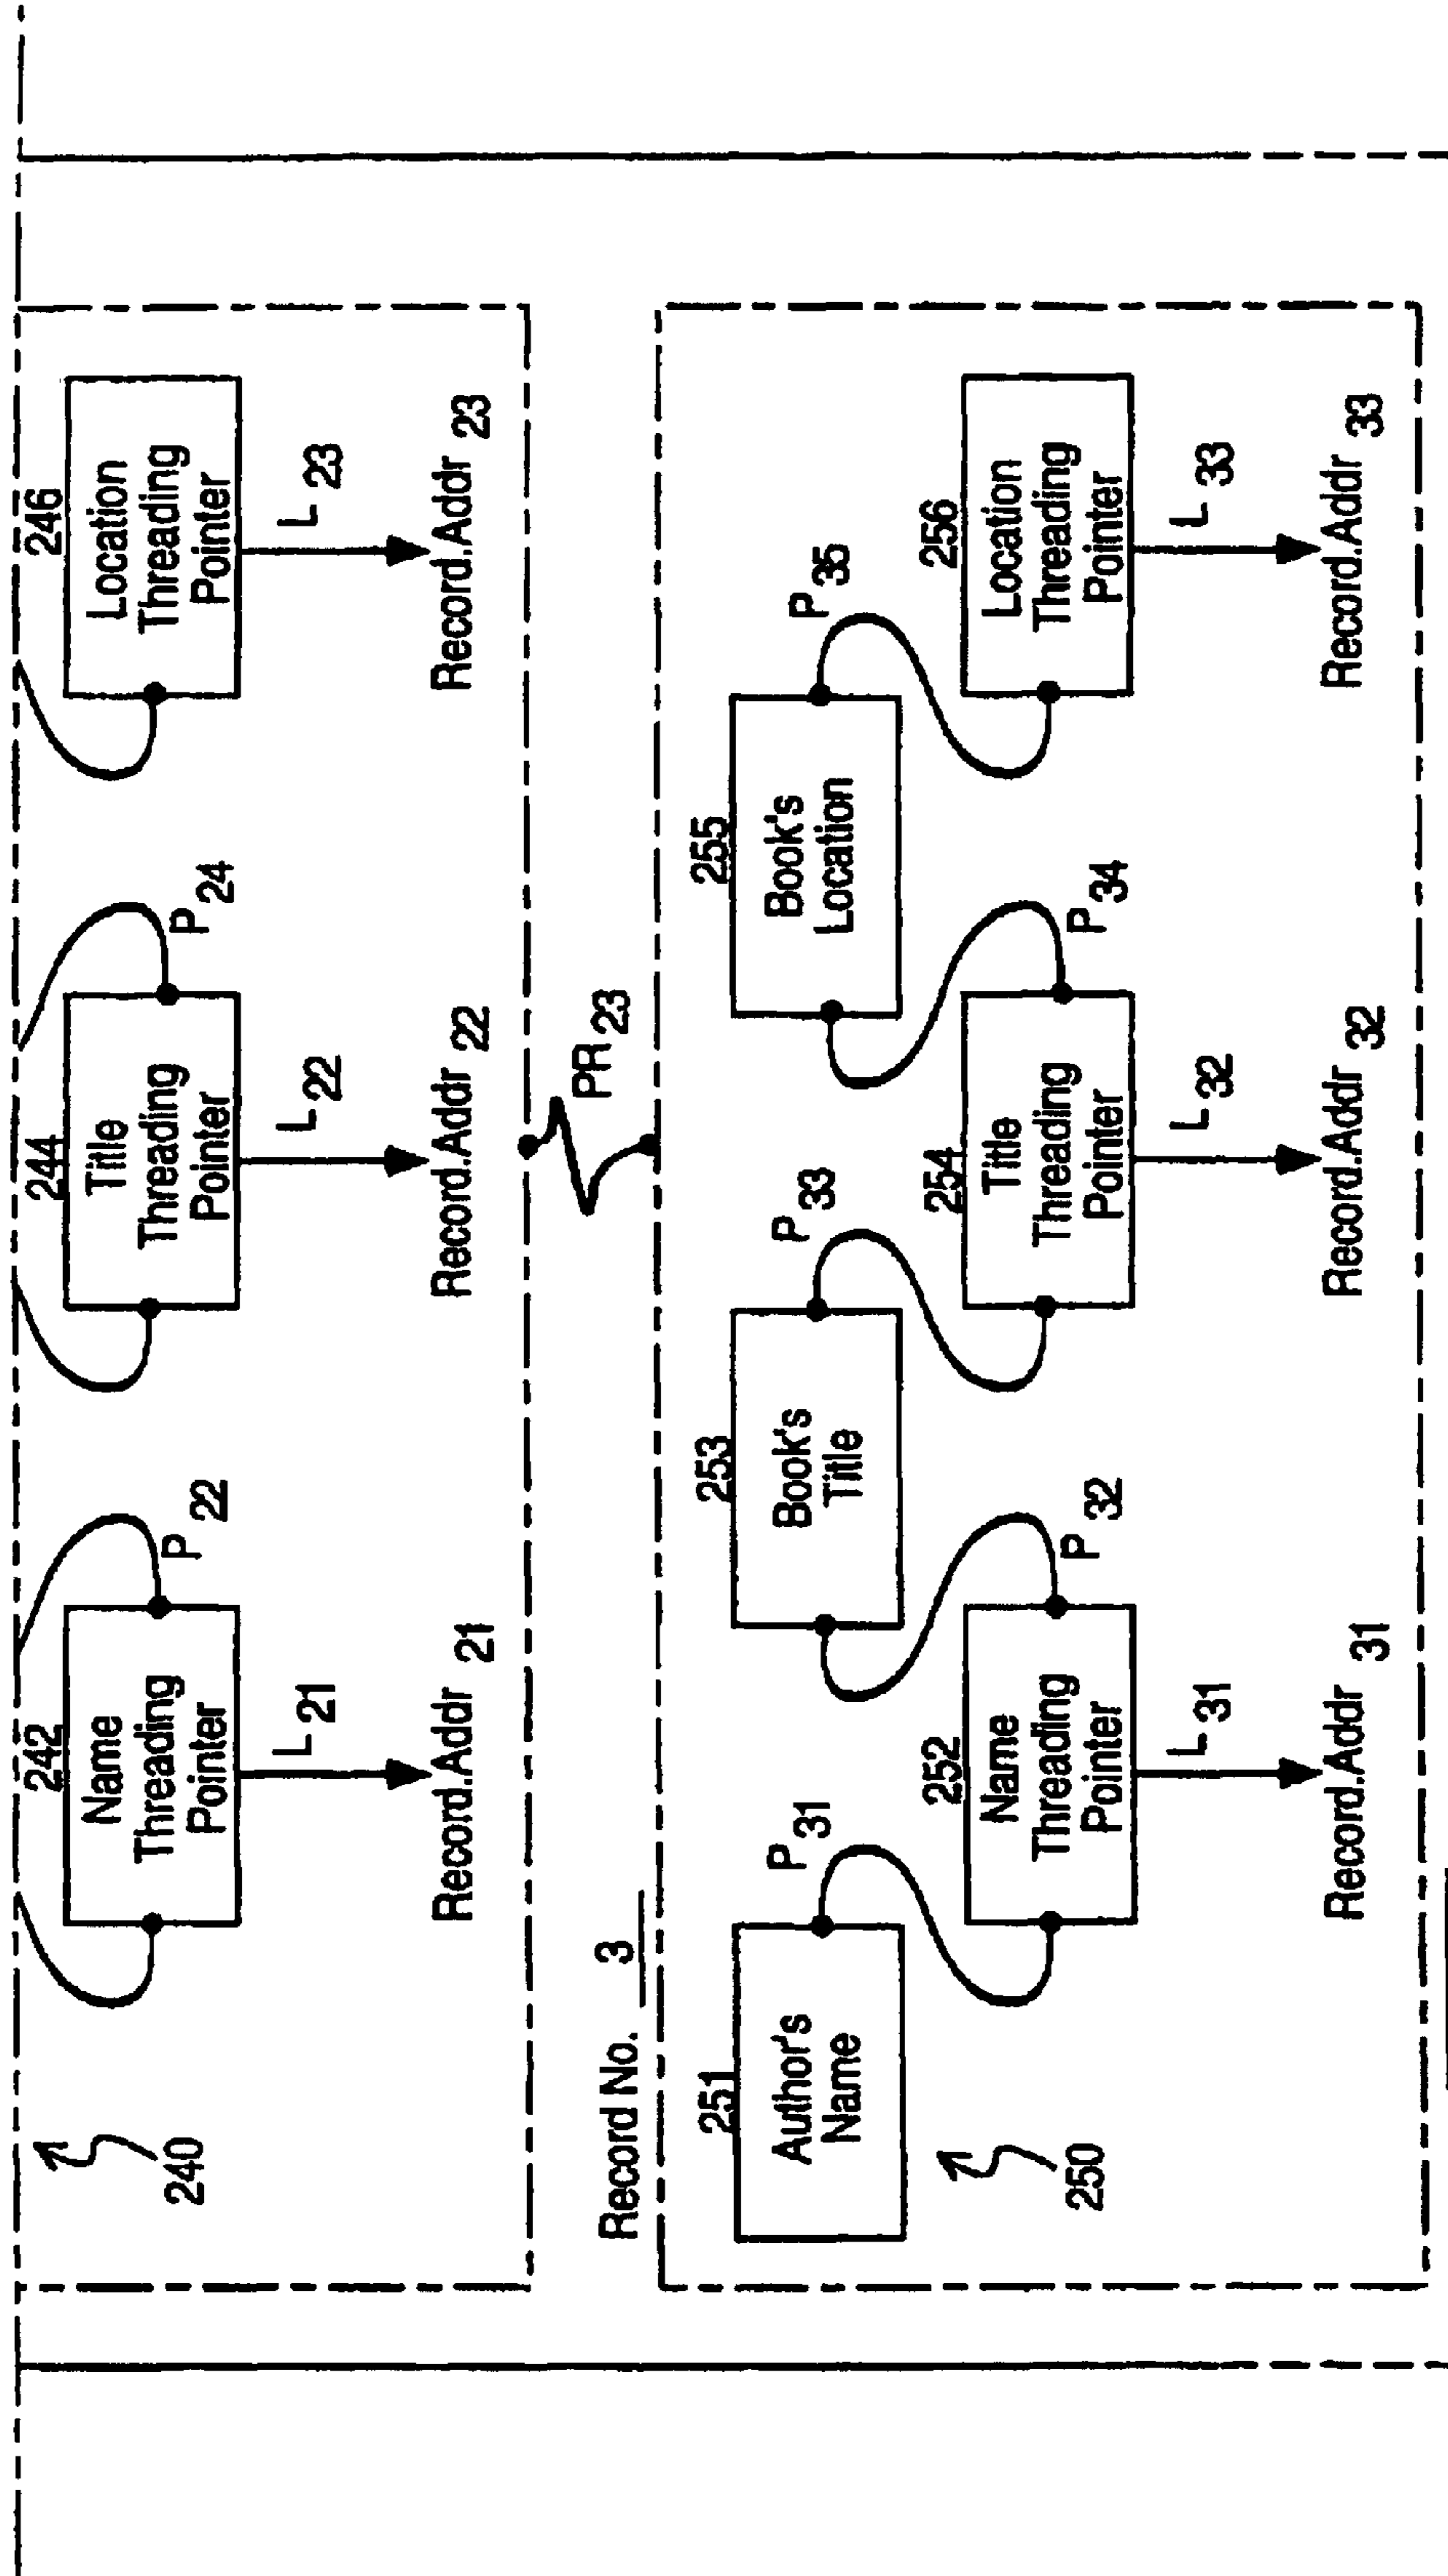 242
244
246
Name
Threading
Pointer
Title
Threading
Pointer
Location
Threading
Pointer
P 22
P 24
240
L 21
L 22
L 23
Record.Addr 21
Record.Addr 22
Record.Addr 23
PR 23
Record No. 3
251
253
255
Author's
Name
Book's
Title
Book's
Location
P 31
P 33
P 35
252
254
256
Name
Threading
Pointer
Title
Threading
Pointer
Location
Threading
Pointer
P 32
P 34
250
L 31
L 32
L 33
Record.Addr 31
Record.Addr 32
Record.Addr 33